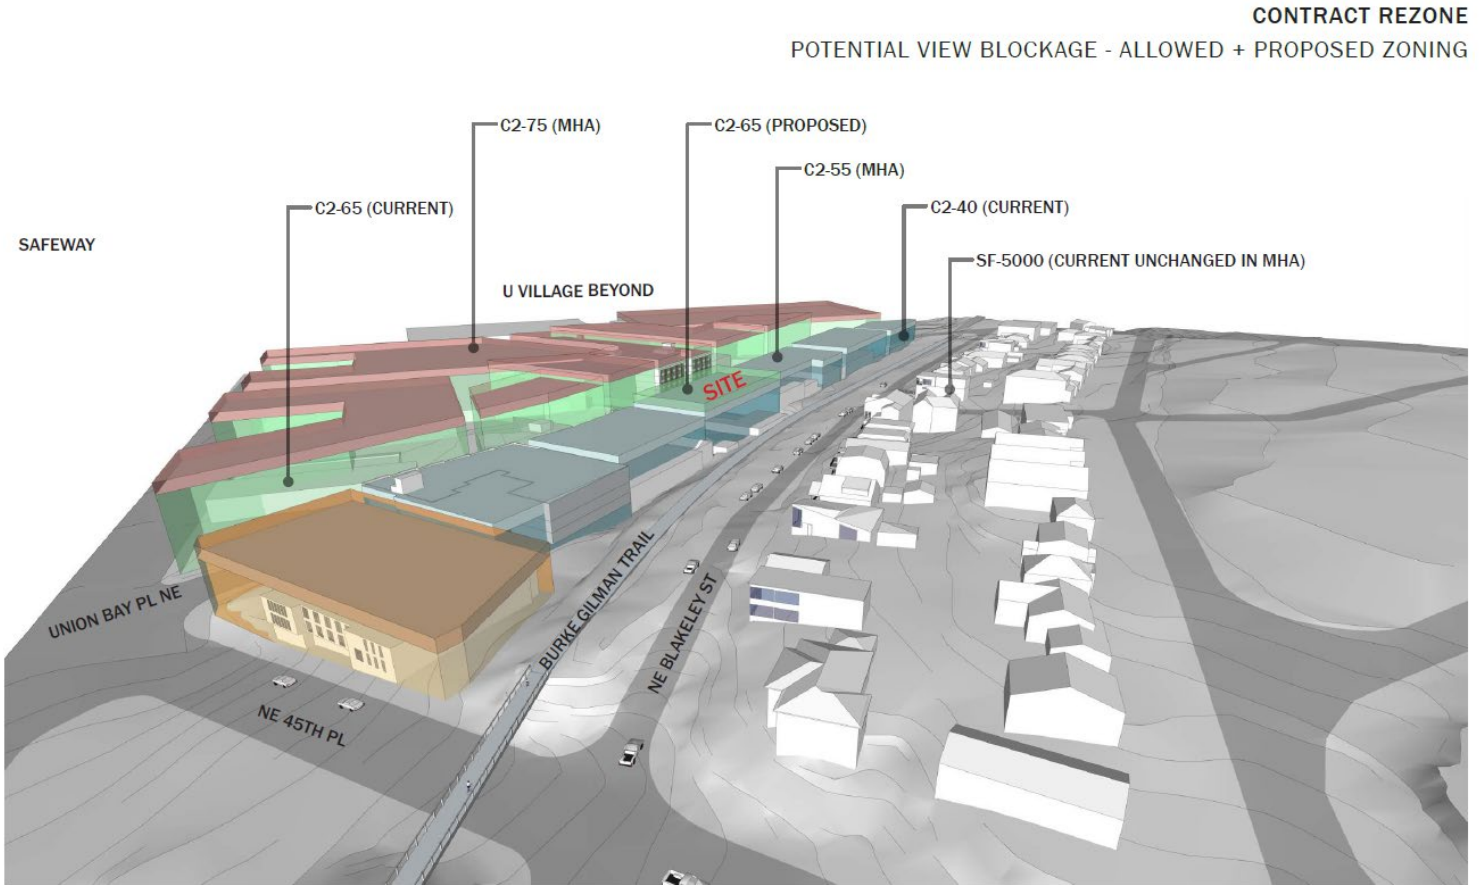 CONTRACT REZONE
POTENTIAL VIEW BLOCKAGE - ALLOWED + PROPOSED ZONING
C2-75 (MHA)
C2-65 (PROPOSED)
C2-55 (MHA)
C2-65 (CURRENT)
C2-40 (CURRENT)
SAFEWAY
SF-5000 (CURRENT UNCHANGED IN MHA)
U VILLAGE BEYOND
SITE
UNION BAY PL NE
BURKE GILMAN TRAIL
NE BLAKELEY ST
NE 45TH PL